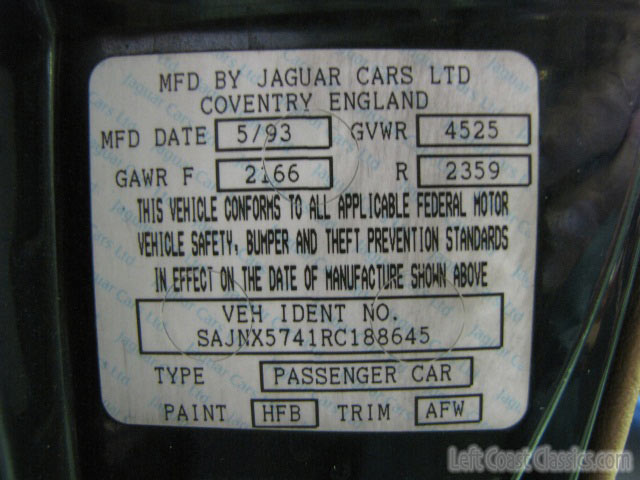 MFD BY JAGUAR CARS LTD
COVENTRY ENGLAND
MFD DATE 5/93 GVWR 4525
GAWR F 2166 R 2359
THIS VEHICLE CONFORMS TO ALL APPLICABLE FEDERAL MOTOR
VEHICLE SAFETY, BUMPER AND THEFT PREVENTION STANDARDS
IN EFFECT ON THE DATE OF MANUFACTURE SHOWN ABOVE
VEH IDENT NO.
SAJNX5741RC188645
TYPE PASSENGER CAR
PAINT HFB TRIM AFW
Left Coast Classics.com